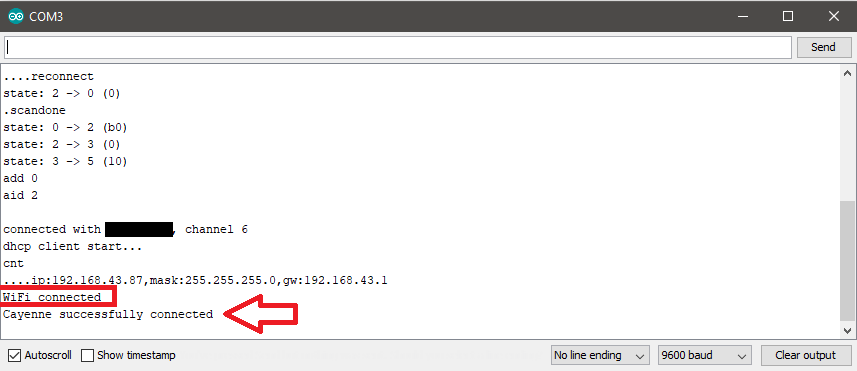 COM3
Send
....reconnect
state: 2 -> 0 (0)
.scandone
state: 0 -> 2 (b0)
state: 2 -> 3 (0)
state: 3 -> 5 (10)
add 0
aid 2
connected with , channel 6
dhcp client start...
cnt
....ip:192.168.43.87,mask:255.255.255.0,gw:192.168.43.1
WiFi connected
Cayenne successfully connected
Autoscroll Show timestamp No line ending 9600 baud Clear output